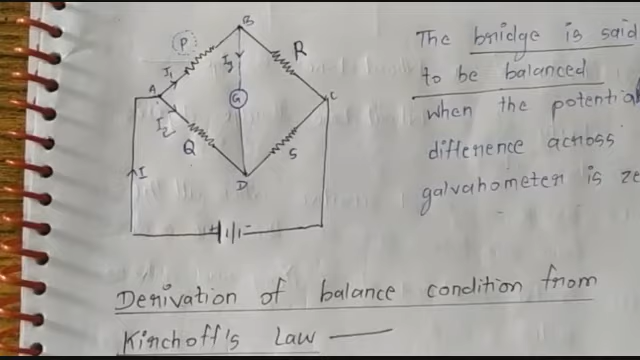 B
P
R
I₁
Ig
A
G
C
I₂
Q
S
I
D
The bridge is said
to be balanced
when the potential
difference across
galvanometer is ze
Derivation of balance condition from
Kirchoff's Law —